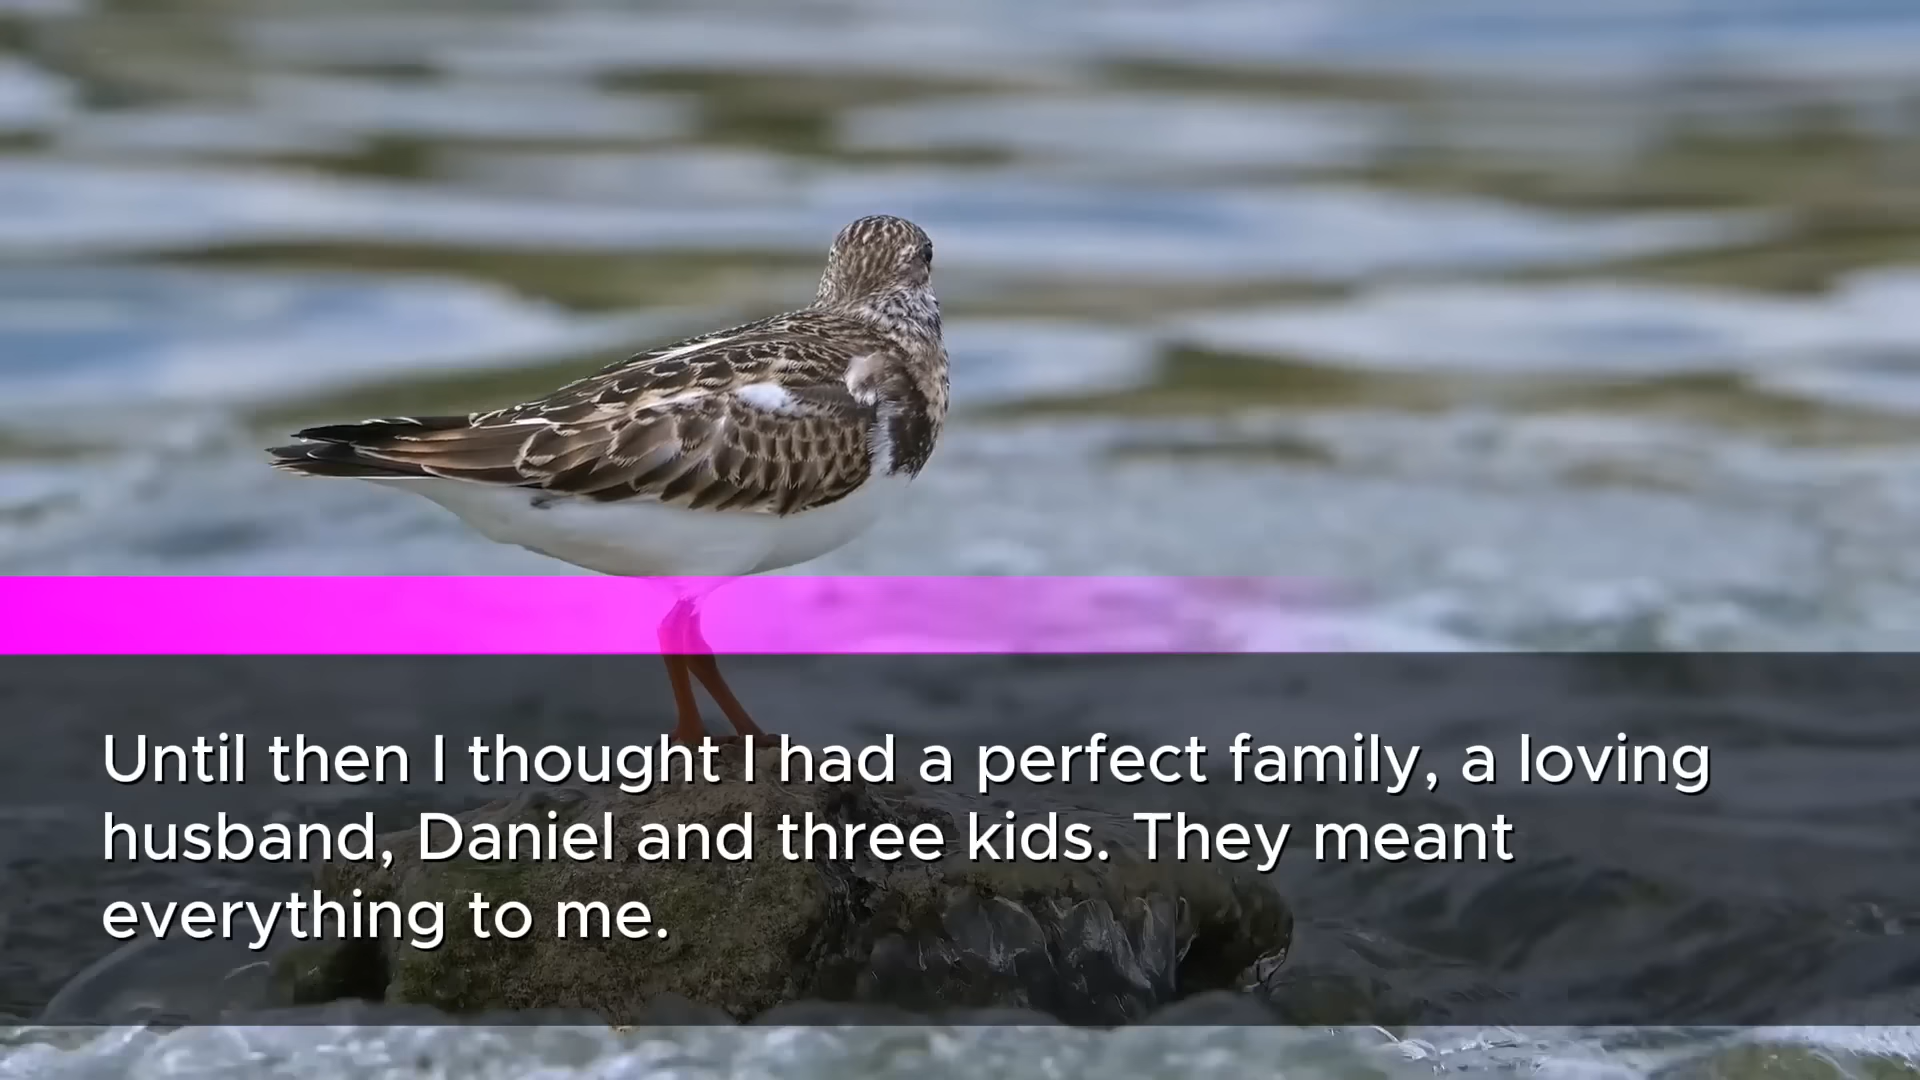 Until then I thought I had a perfect family, a loving
husband, Daniel and three kids. They meant
everything to me.